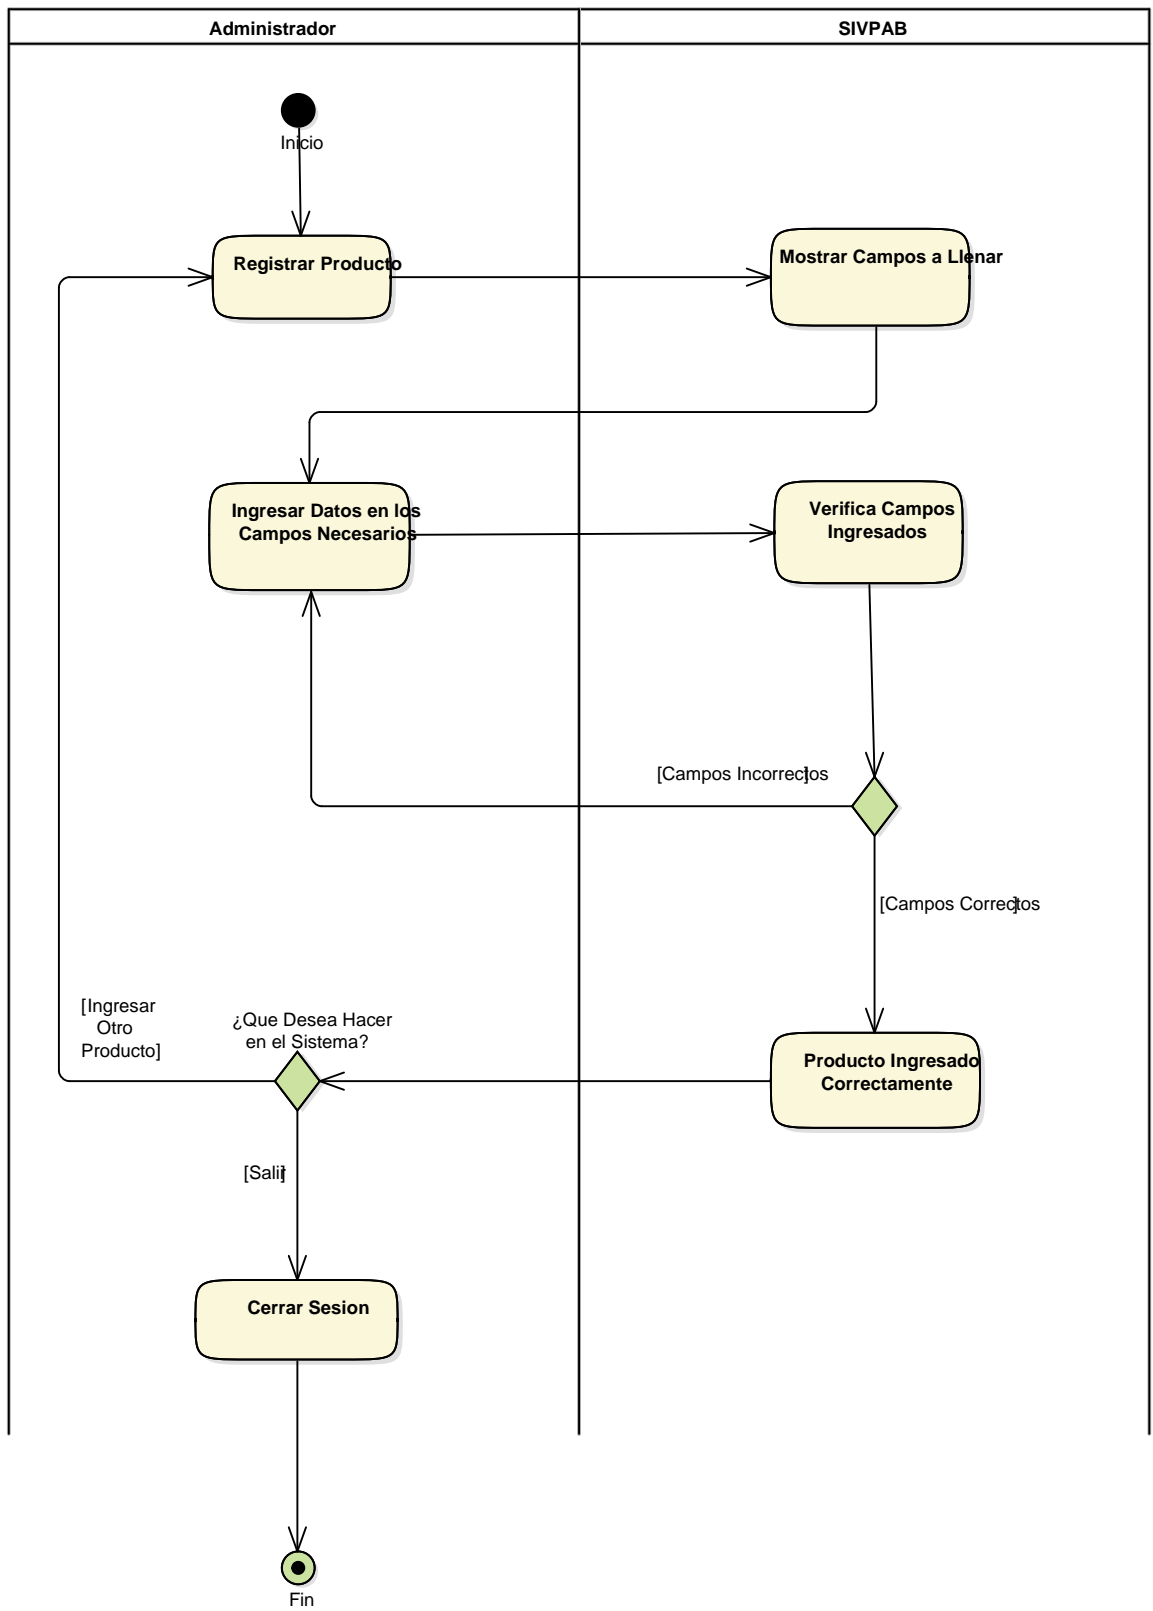 Administrador
SIVPAB
Inicio
Registrar Producto
Mostrar Campos a Llenar
Ingresar Datos en los
Campos Necesarios
Verifica Campos
Ingresados
[Campos Incorrectos]
[Campos Correctos]
[Ingresar
Otro
Producto]
¿Que Desea Hacer
en el Sistema?
Producto Ingresado
Correctamente
[Salir]
Cerrar Sesion
Fin